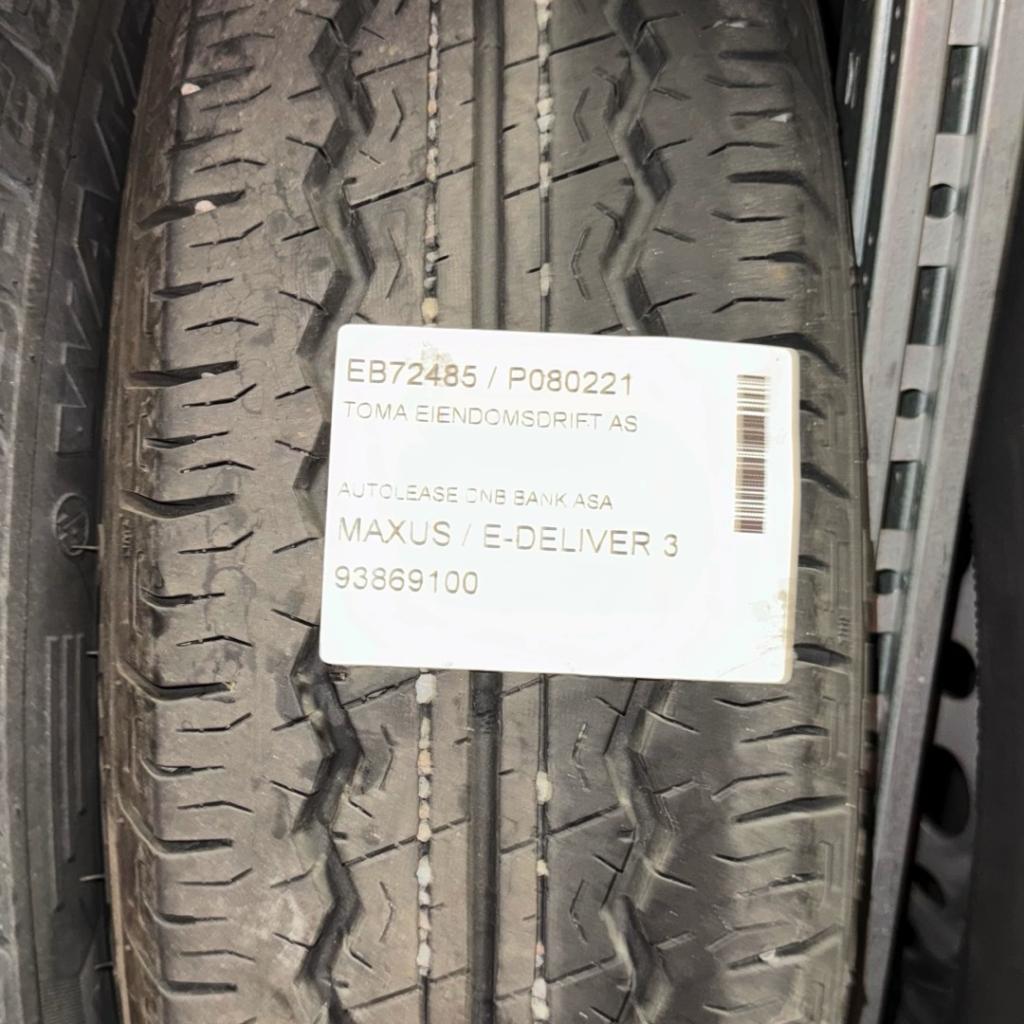 EB72485 / P080221
TOMA EIENDOMSDRIFT AS
AUTOLEASE DNB BANK ASA
MAXUS / E-DELIVER 3
93869100